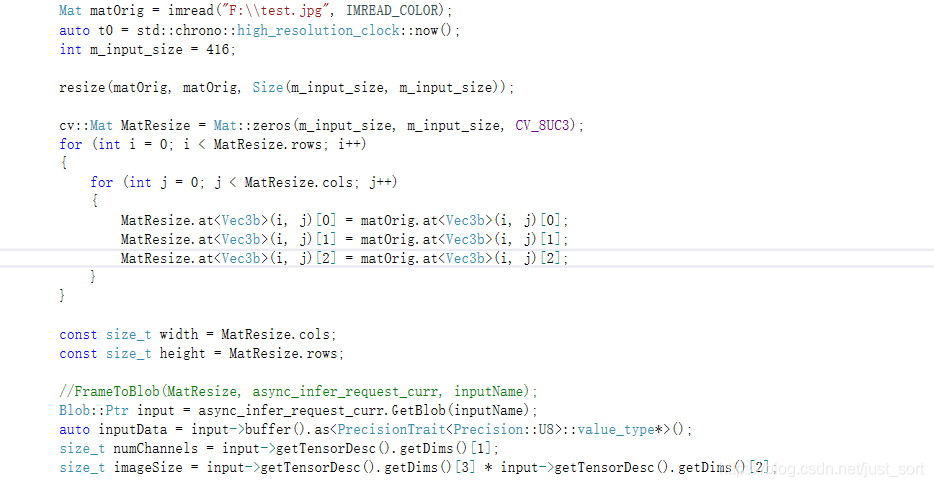 Mat matOrig = imread("F:\\test.jpg", IMREAD_COLOR);
auto t0 = std::chrono::high_resolution_clock::now();
int m_input_size = 416;
resize(matOrig, matOrig, Size(m_input_size, m_input_size));
cv::Mat MatResize = Mat::zeros(m_input_size, m_input_size, CV_8UC3);
for (int i = 0; i < MatResize.rows; i++)
{
for (int j = 0; j < MatResize.cols; j++)
{
MatResize.at<Vec3b>(i, j)[0] = matOrig.at<Vec3b>(i, j)[0];
MatResize.at<Vec3b>(i, j)[1] = matOrig.at<Vec3b>(i, j)[1];
MatResize.at<Vec3b>(i, j)[2] = matOrig.at<Vec3b>(i, j)[2];
}
}
const size_t width = MatResize.cols;
const size_t height = MatResize.rows;
//FrameToBlob(MatResize, async_infer_request_curr, inputName);
Blob::Ptr input = async_infer_request_curr.GetBlob(inputName);
auto inputData = input->buffer().as<PrecisionTrait<Precision::U8>::value_type*>();
size_t numChannels = input->getTensorDesc().getDims()[1];
size_t imageSize = input->getTensorDesc().getDims()[3] * input->getTensorDesc().getDims()[2];
blog.csdn.net/just_sort